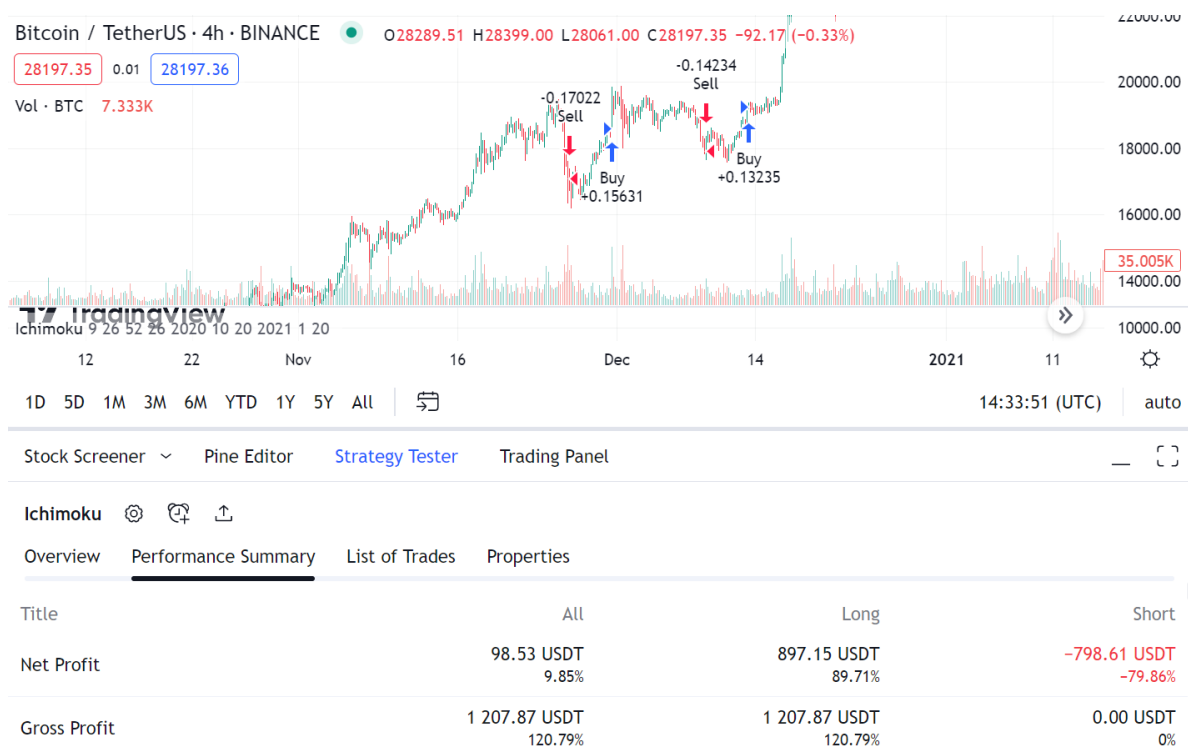 Bitcoin / TetherUS · 4h · BINANCE O28289.51 H28399.00 L28061.00 C28197.35 −92.17 (−0.33%)
28197.35 0.01 28197.36
Vol · BTC 7.333K
22000.00
20000.00
18000.00
16000.00
35.005K
14000.00
10000.00
-0.17022
Sell
Buy
+0.15631
-0.14234
Sell
Buy
+0.13235
TradingView
Ichimoku 9 26 52 26 2020 10 20 2021 1 20
12 22 Nov 16 Dec 14 2021 11
1D 5D 1M 3M 6M YTD 1Y 5Y All 14:33:51 (UTC) auto
Stock Screener Pine Editor Strategy Tester Trading Panel
Ichimoku
Overview Performance Summary List of Trades Properties
Title All Long Short
Net Profit 98.53 USDT 897.15 USDT −798.61 USDT
9.85% 89.71% −79.86%
Gross Profit 1 207.87 USDT 1 207.87 USDT 0.00 USDT
120.79% 120.79% 0%